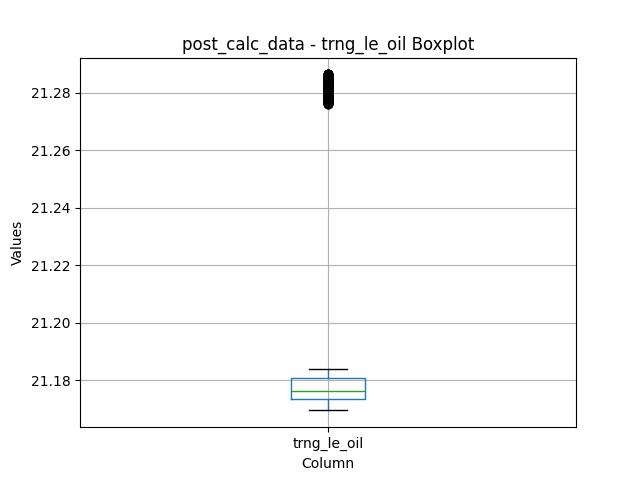 post_calc_data - trng_le_oil Boxplot
21.28
21.26
21.24
21.22
21.20
21.18
Values
trng_le_oil
Column